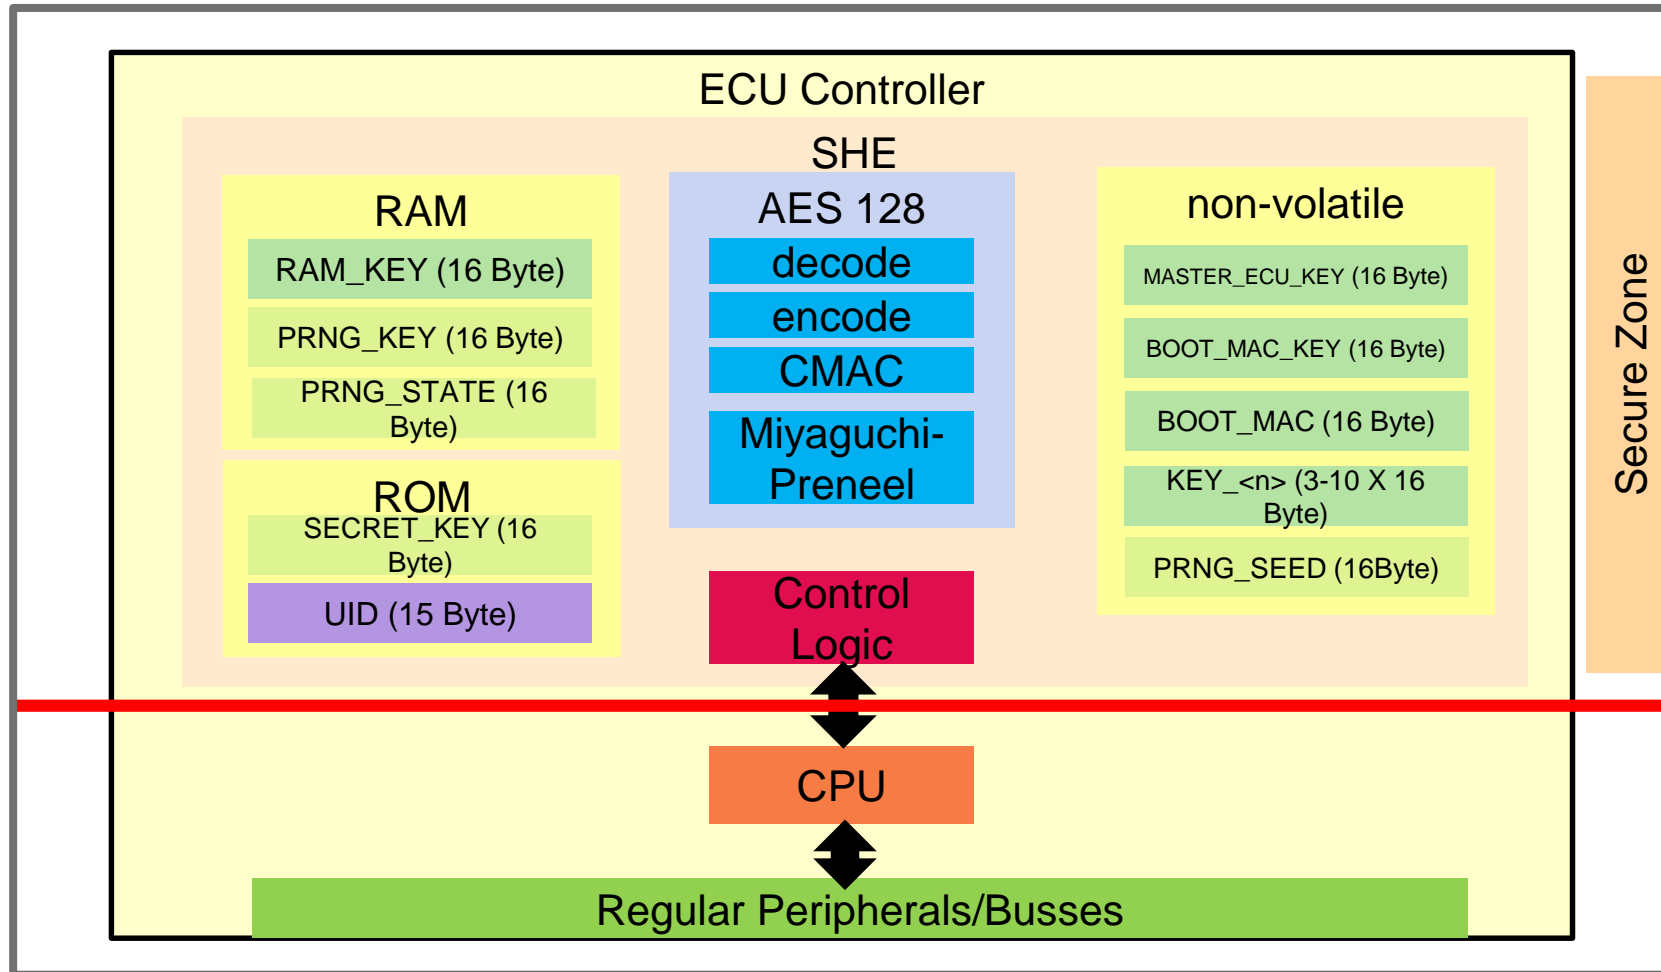 ECU Controller
SHE
RAM
RAM_KEY (16 Byte)
PRNG_KEY (16 Byte)
PRNG_STATE (16
Byte)
ROM
SECRET_KEY (16
Byte)
UID (15 Byte)
AES 128
decode
encode
CMAC
Miyaguchi-
Preneel
Control
Logic
non-volatile
MASTER_ECU_KEY (16 Byte)
BOOT_MAC_KEY (16 Byte)
BOOT_MAC (16 Byte)
KEY_<n> (3-10 X 16
Byte)
PRNG_SEED (16Byte)
Secure Zone
CPU
Regular Peripherals/Busses